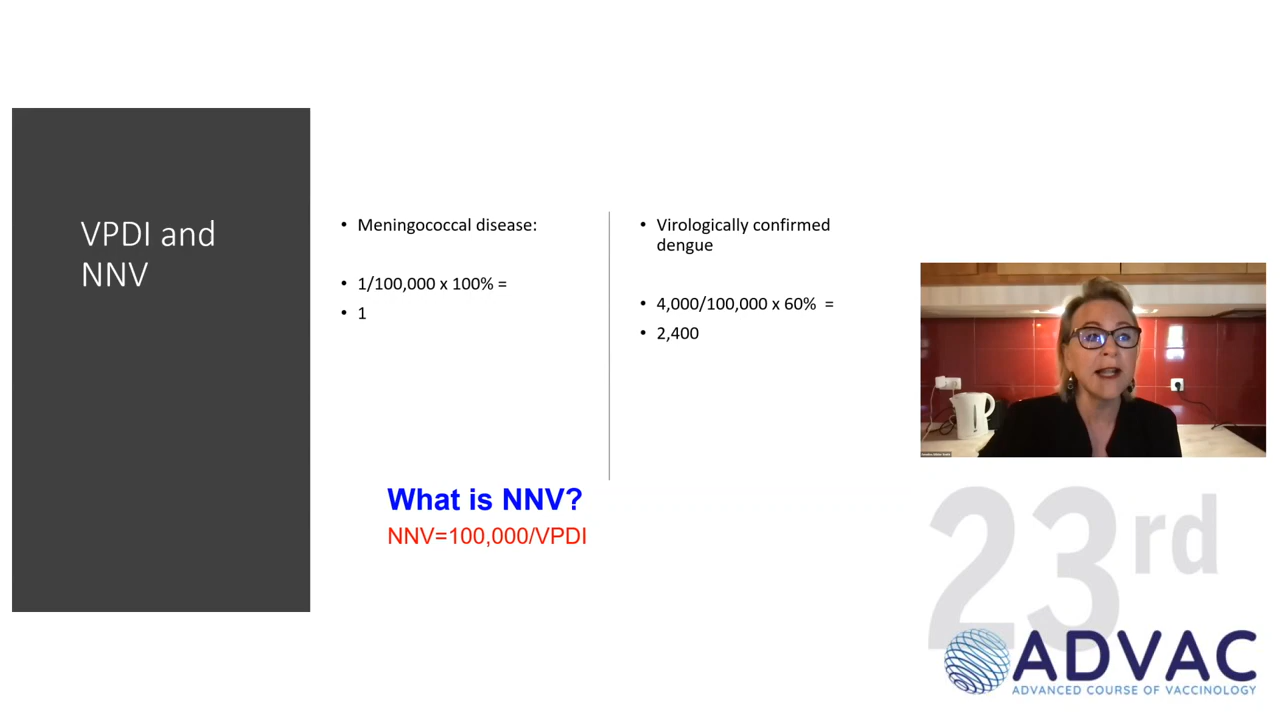 VPDI and
NNV
• Meningococcal disease:
• 1/100,000 x 100% =
• 1
• Virologically confirmed
dengue
• 4,000/100,000 x 60%  =
• 2,400
What is NNV?
NNV=100,000/VPDI
23rd
ADVAC
ADVANCED COURSE OF VACCINOLOGY